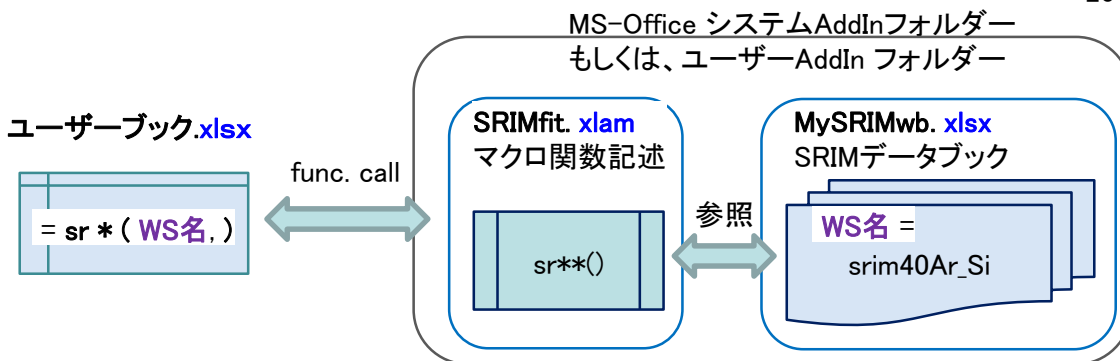 MS-Office システムAddInフォルダー
もしくは、ユーザーAddIn フォルダー
ユーザーブック.xlsx
= sr * ( WS名, )
func. call
SRIMfit. xlam
マクロ関数記述
sr**()
参照
MySRIMwb. xlsx
SRIMデータブック
WS名 =
srim40Ar_Si